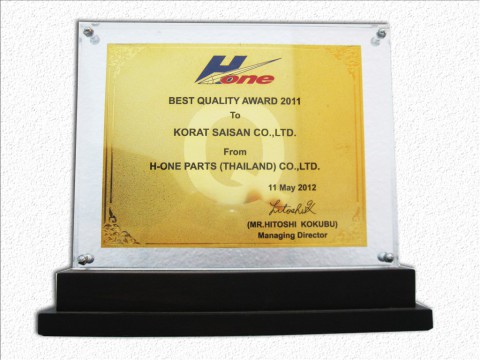 H-one
BEST QUALITY AWARD 2011
To
KORAT SAISAN CO.,LTD.
From
H-ONE PARTS (THAILAND) CO.,LTD.
Q
11 May 2012
HitoshiK
(MR.HITOSHI KOKUBU)
Managing Director